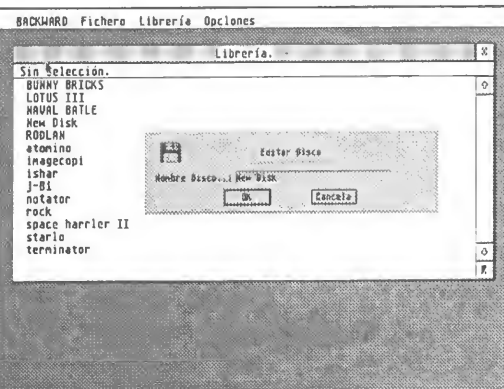 BACKWARD Fichero Librería Opciones
Librería.
Sin Selección.
BUNNY BRICKS
LOTUS III
NAVAL BATLE
New Disk
RODLAN
atomino
imagecopi
ishar
notator
rock
space harrier II
starlo
terminator
Editar Disco
Nombre Disco..: New Disk
OK
Cancela